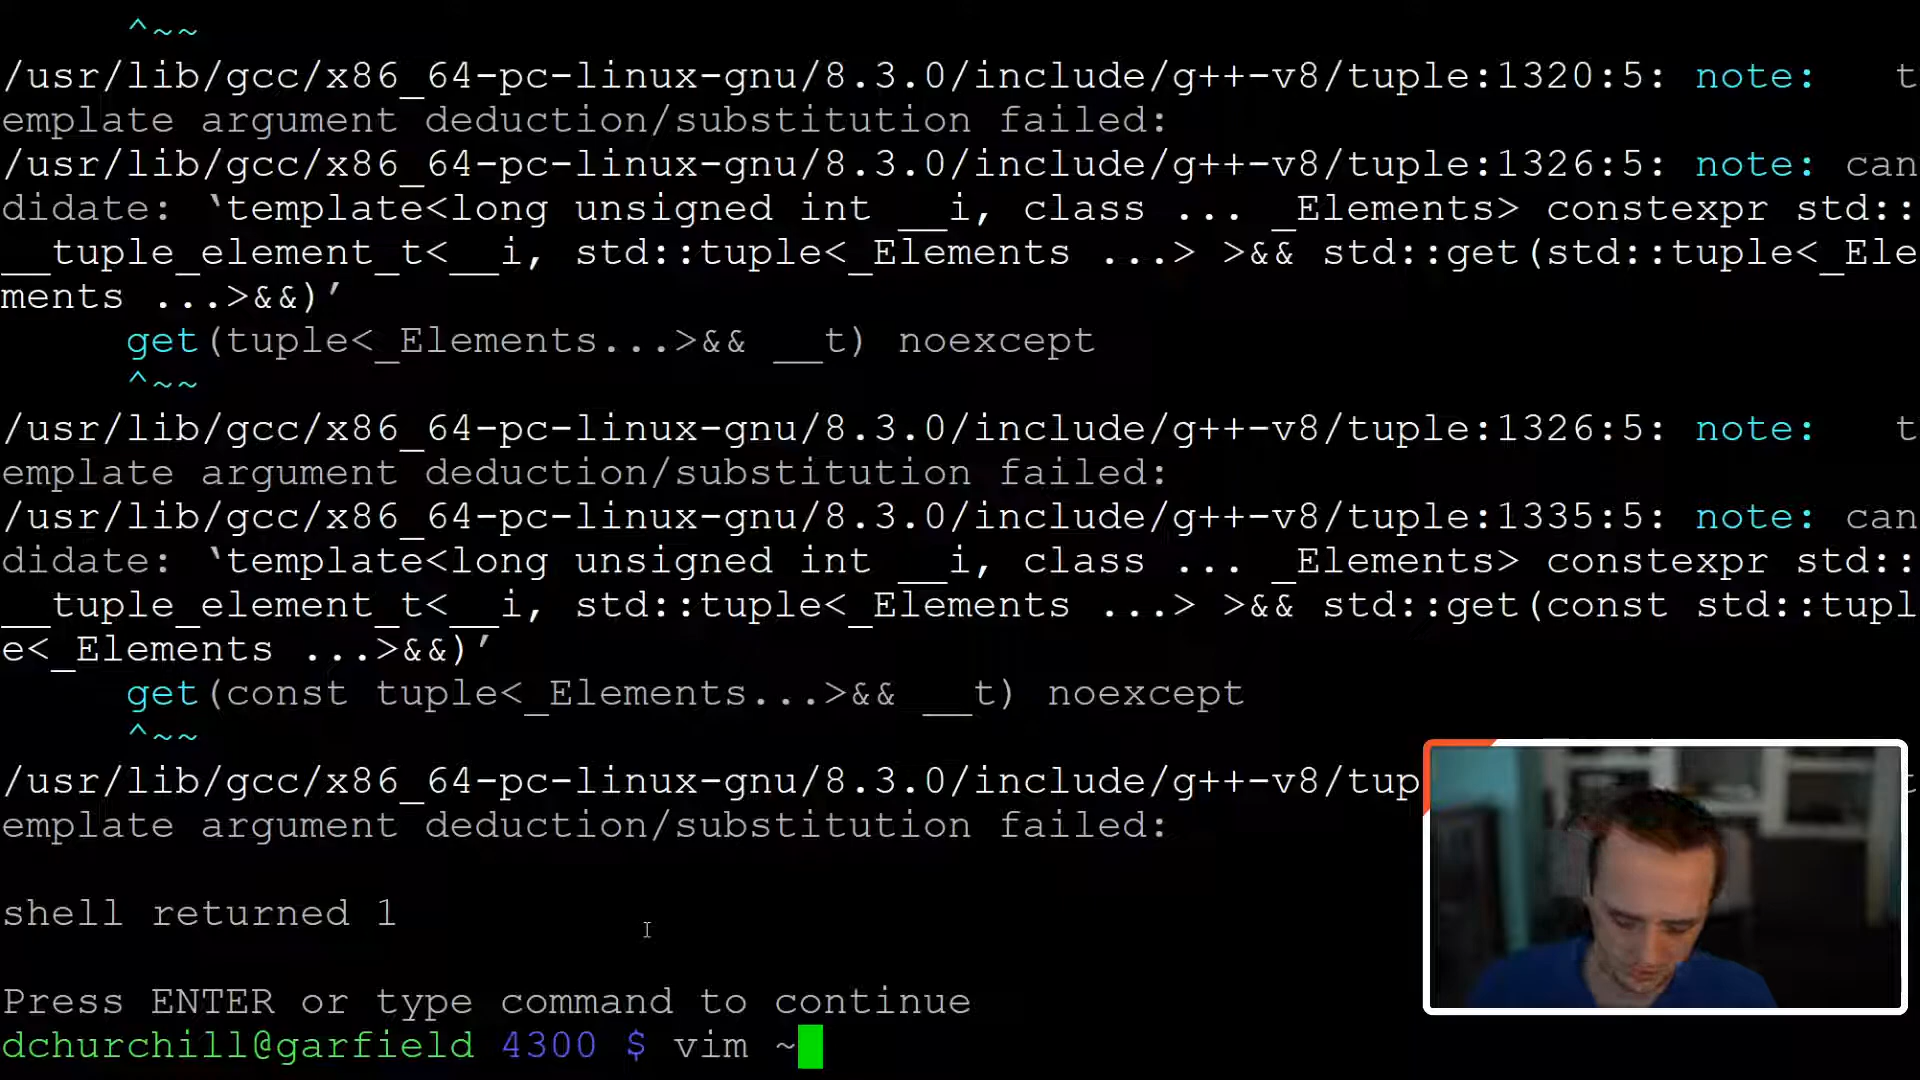 ^~~
/usr/lib/gcc/x86_64-pc-linux-gnu/8.3.0/include/g++-v8/tuple:1320:5: note:   t
emplate argument deduction/substitution failed:
/usr/lib/gcc/x86_64-pc-linux-gnu/8.3.0/include/g++-v8/tuple:1326:5: note: can
didate: ‘template<long unsigned int __i, class ... _Elements> constexpr std::
__tuple_element_t<__i, std::tuple<_Elements ...> >&& std::get(std::tuple<_Ele
ments ...>&&)’
get(tuple<_Elements...>&& __t) noexcept
^~~
/usr/lib/gcc/x86_64-pc-linux-gnu/8.3.0/include/g++-v8/tuple:1326:5: note:   t
emplate argument deduction/substitution failed:
/usr/lib/gcc/x86_64-pc-linux-gnu/8.3.0/include/g++-v8/tuple:1335:5: note: can
didate: ‘template<long unsigned int __i, class ... _Elements> constexpr std::
__tuple_element_t<__i, std::tuple<_Elements ...> >&& std::get(const std::tupl
e<_Elements ...>&&)’
get(const tuple<_Elements...>&& __t) noexcept
^~~
/usr/lib/gcc/x86_64-pc-linux-gnu/8.3.0/include/g++-v8/tup
emplate argument deduction/substitution failed:
shell returned 1
Press ENTER or type command to continue
dchurchill@garfield 4300 $ vim ~